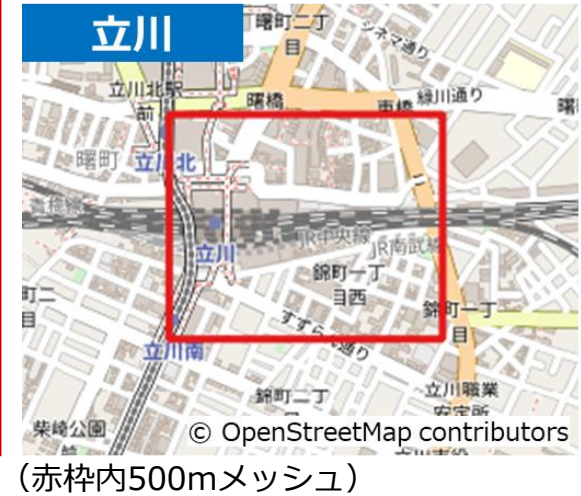 立川
曙町二丁
目
シネマ通り
立川北駅
前
曙橋
東橋
緑川通り
曙
曙町
立川北
青梅線
立川
JR中央線
JR南武線
錦町一丁
目西
町二
目
すずらん通り
錦町一丁
目
立川南
錦町二丁
立川職業
安定所
柴崎公園
前
© OpenStreetMap contributors
（赤枠内500mメッシュ）